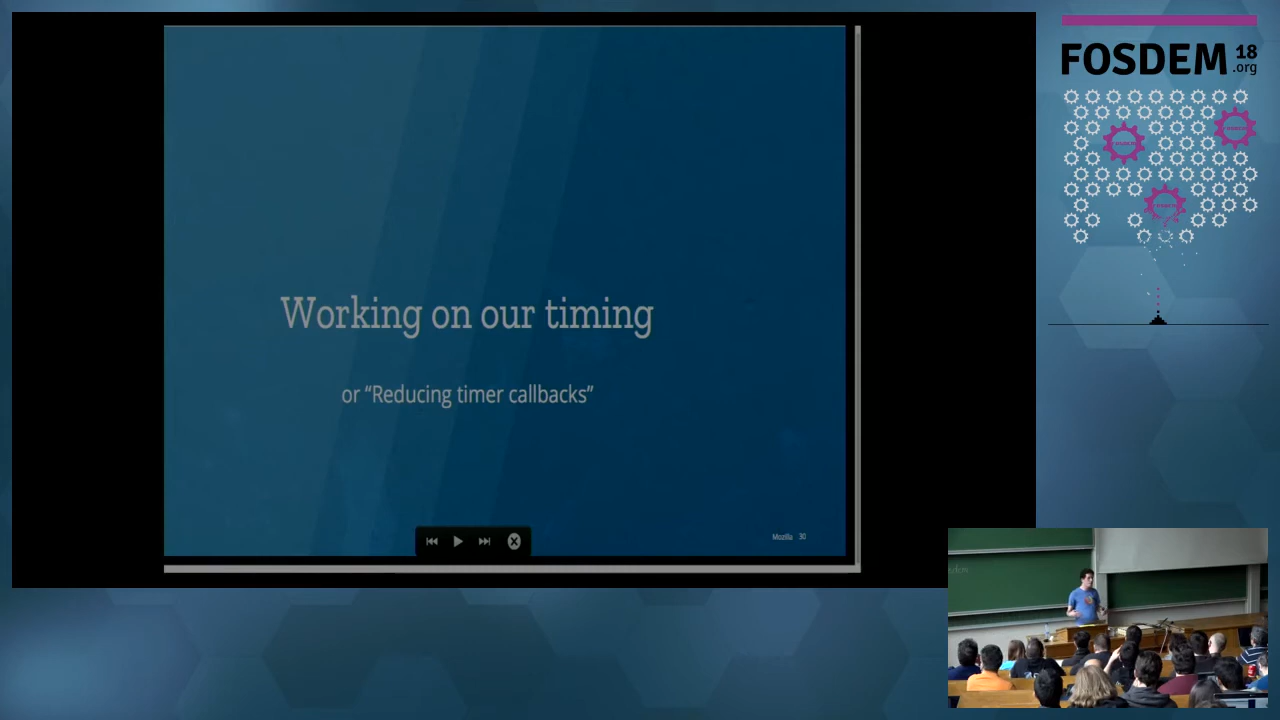 Working on our timing
or “Reducing timer callbacks”
Mozilla 30
FOSDEM 18
.org